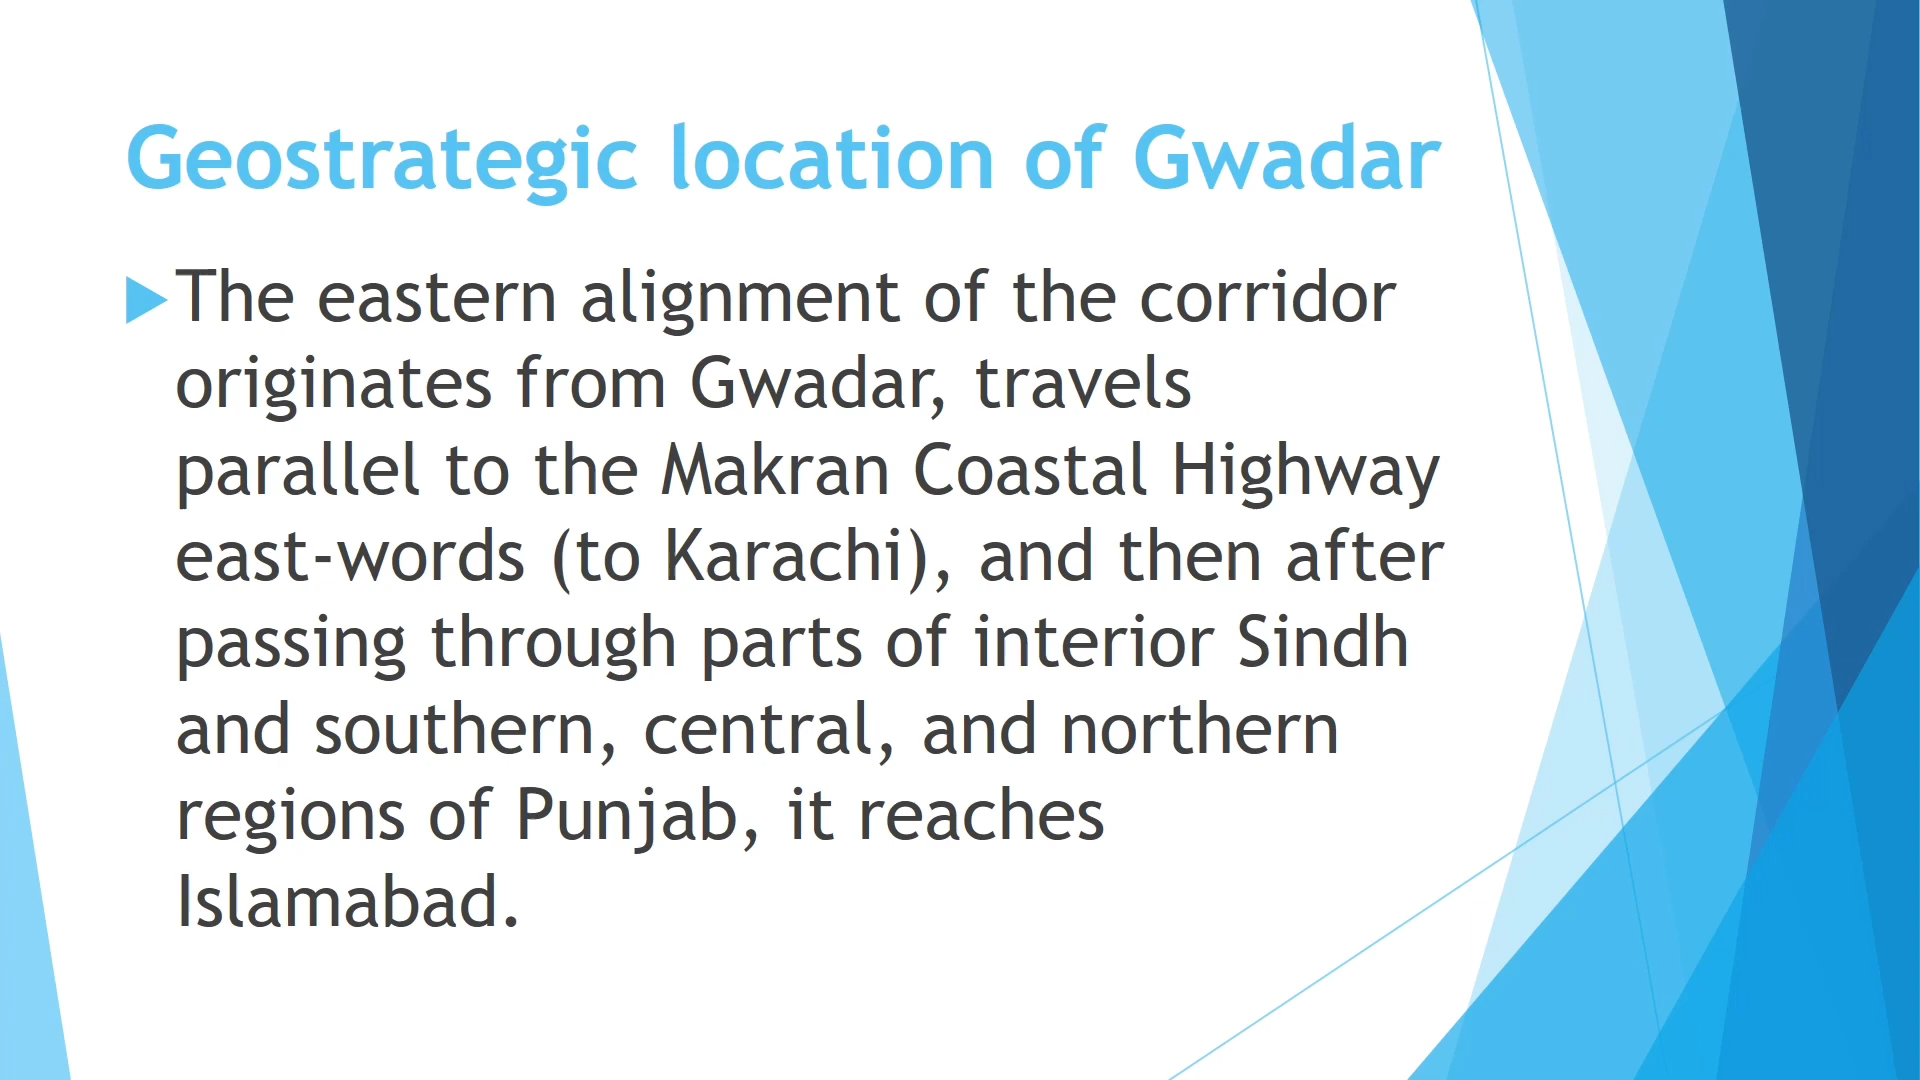 Geostrategic location of Gwadar
The eastern alignment of the corridor
originates from Gwadar, travels
parallel to the Makran Coastal Highway
east-words (to Karachi), and then after
passing through parts of interior Sindh
and southern, central, and northern
regions of Punjab, it reaches
Islamabad.